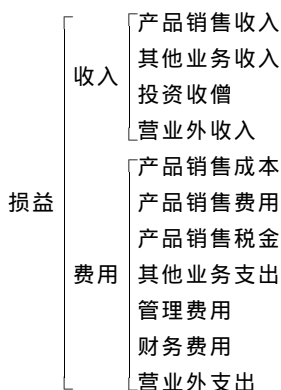 产品销售收入
其他业务收入
收入
投资收僧
营业外收入
产品销售成本
产品销售费用
损益
产品销售税金
费用
其他业务支出
管理费用
财务费用
营业外支出